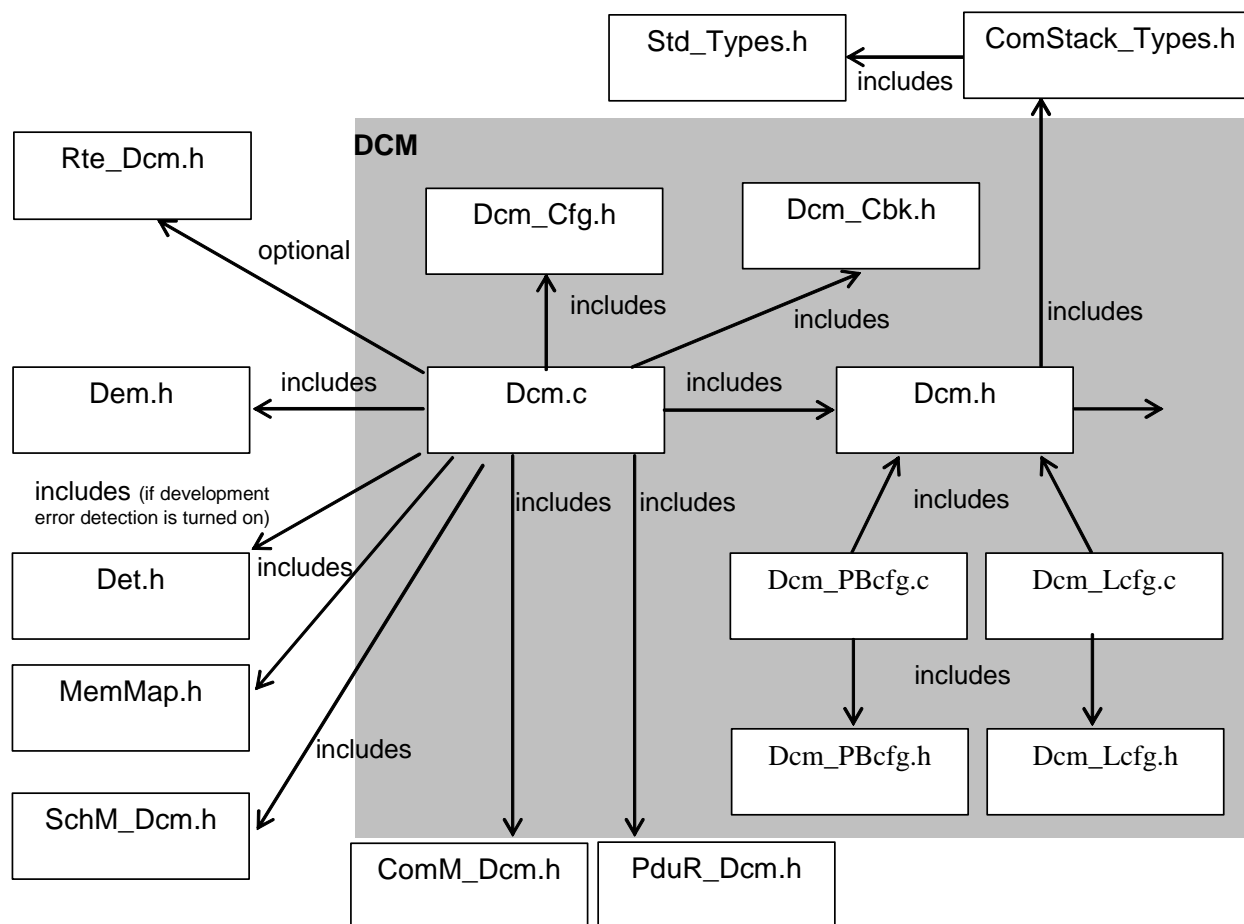 Std_Types.h
ComStack_Types.h
includes
DCM
Rte_Dcm.h
Dcm_Cfg.h
Dcm_Cbk.h
optional
includes
includes
includes
Dem.h
includes
Dcm.c
includes
Dcm.h
includes (if development
error detection is turned on)
includes
includes
includes
Det.h
includes
Dcm_PBcfg.c
Dcm_Lcfg.c
MemMap.h
includes
includes
Dcm_PBcfg.h
Dcm_Lcfg.h
SchM_Dcm.h
ComM_Dcm.h
PduR_Dcm.h